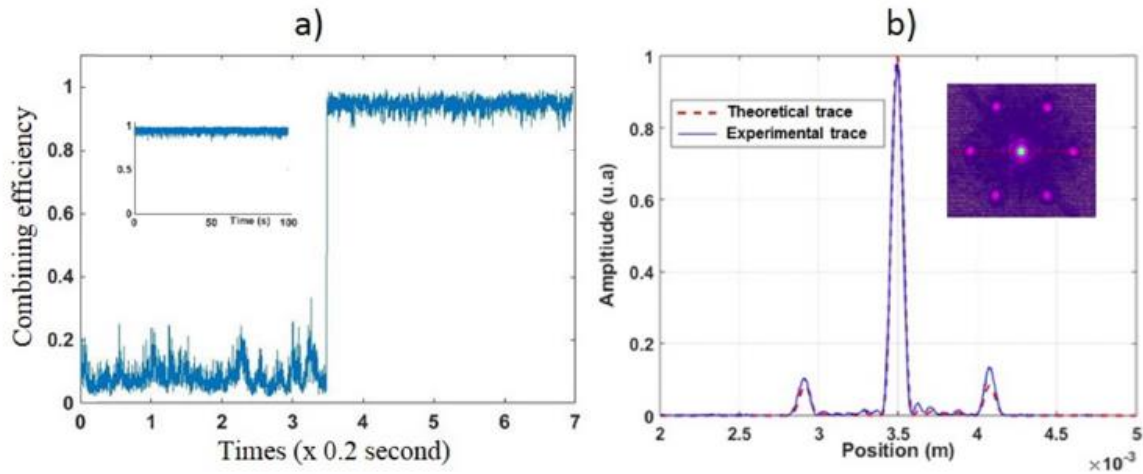 a)
b)
Combining efficiency
1
0.8
0.6
0.4
0.2
0
0 1 2 3 4 5 6 7
Times (x 0.2 second)
1
0.5
0
0 50 100
Time (s)
Ampltiude (u.a)
1
0.8
0.6
0.4
0.2
0
Theoretical trace
Experimental trace
2 2.5 3 3.5 4 4.5 5
Position (m)
×10⁻³